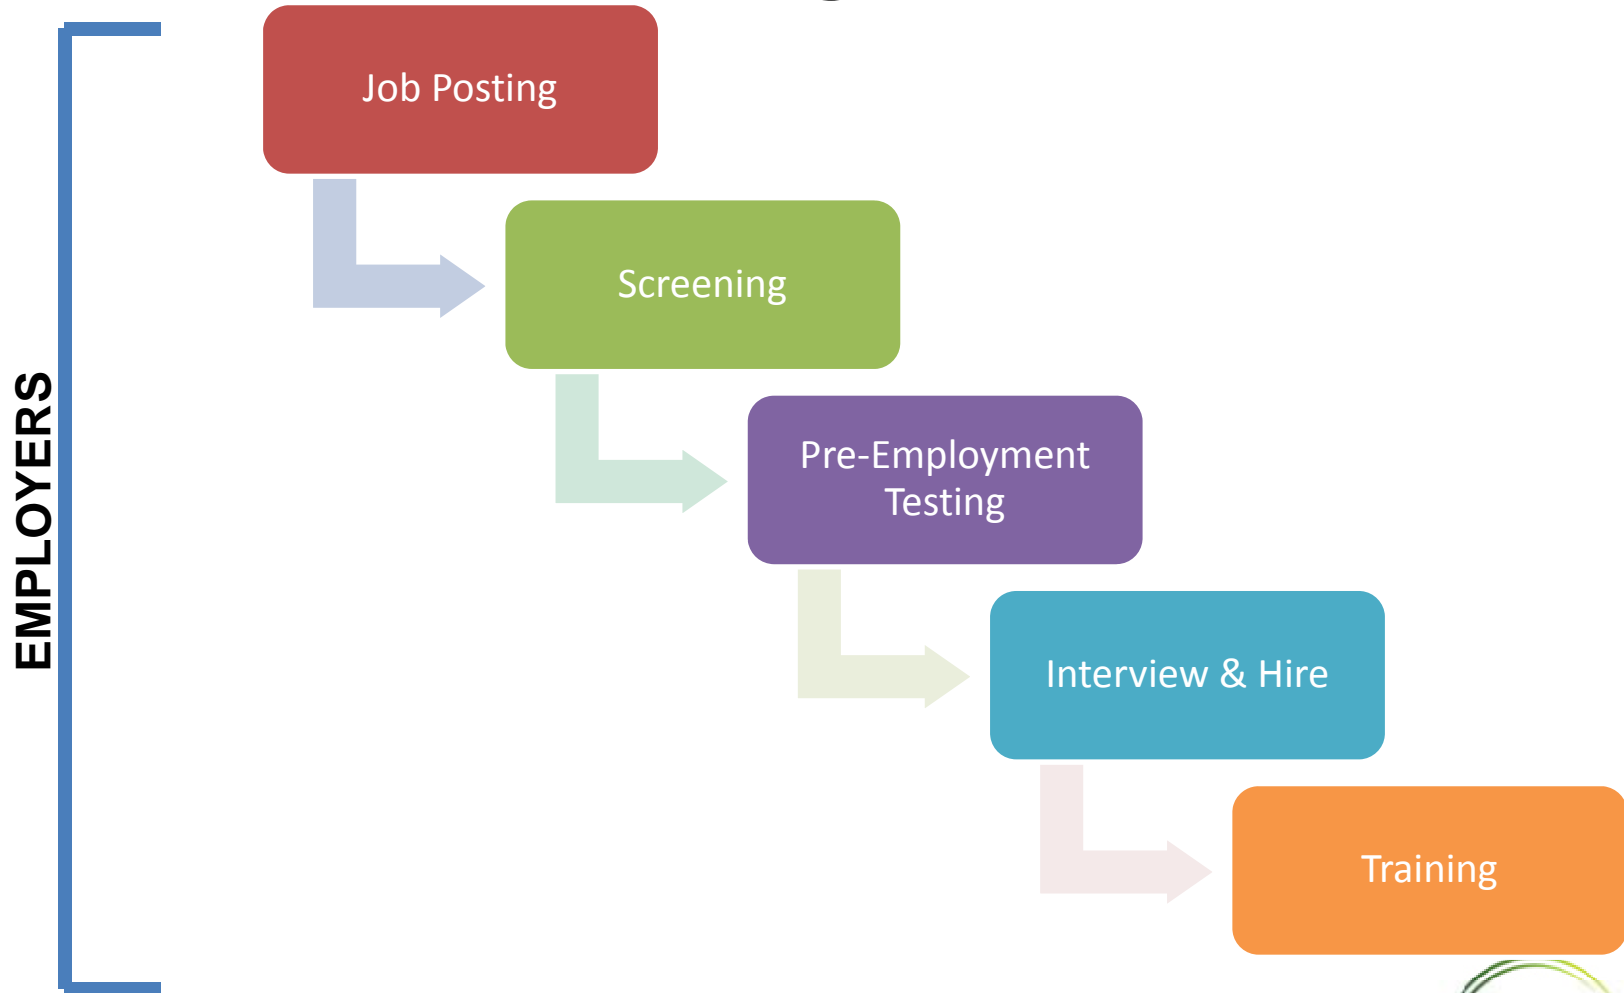 EMPLOYERS
Job Posting
Screening
Pre-Employment
Testing
Interview & Hire
Training